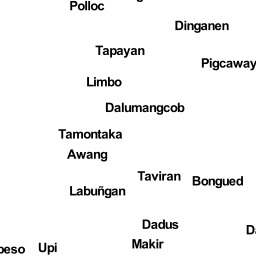 Polloc
Dinganen
Tapayan
Pigcaway
Limbo
Dalumangcob
Tamontaka
Awang
Taviran
Bongued
Labuñgan
Dadus
Makir
Upi